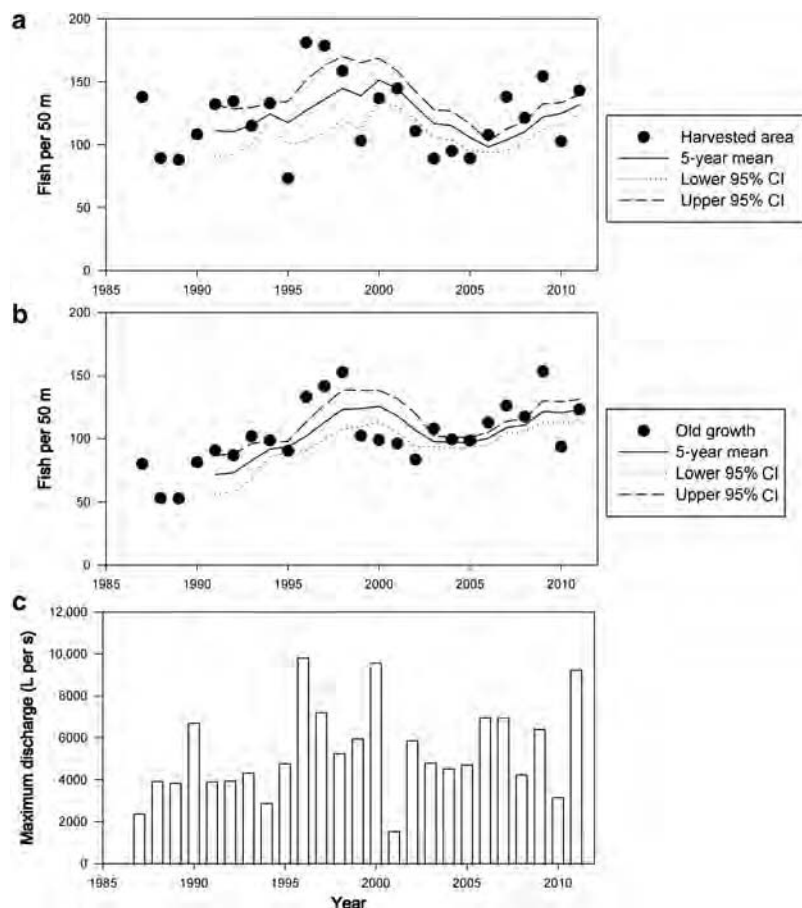 a
200
150
100
50
0
Fish per 50 m
1985 1990 1995 2000 2005 2010
Harvested area
5-year mean
Lower 95% CI
Upper 95% CI
b
200
150
100
50
0
Fish per 50 m
1985 1990 1995 2000 2005 2010
Old growth
5-year mean
Lower 95% CI
Upper 95% CI
c
12,000
10,000
8000
6000
4000
2000
0
Maximum discharge (L per s)
1985 1990 1995 2000 2005 2010
Year